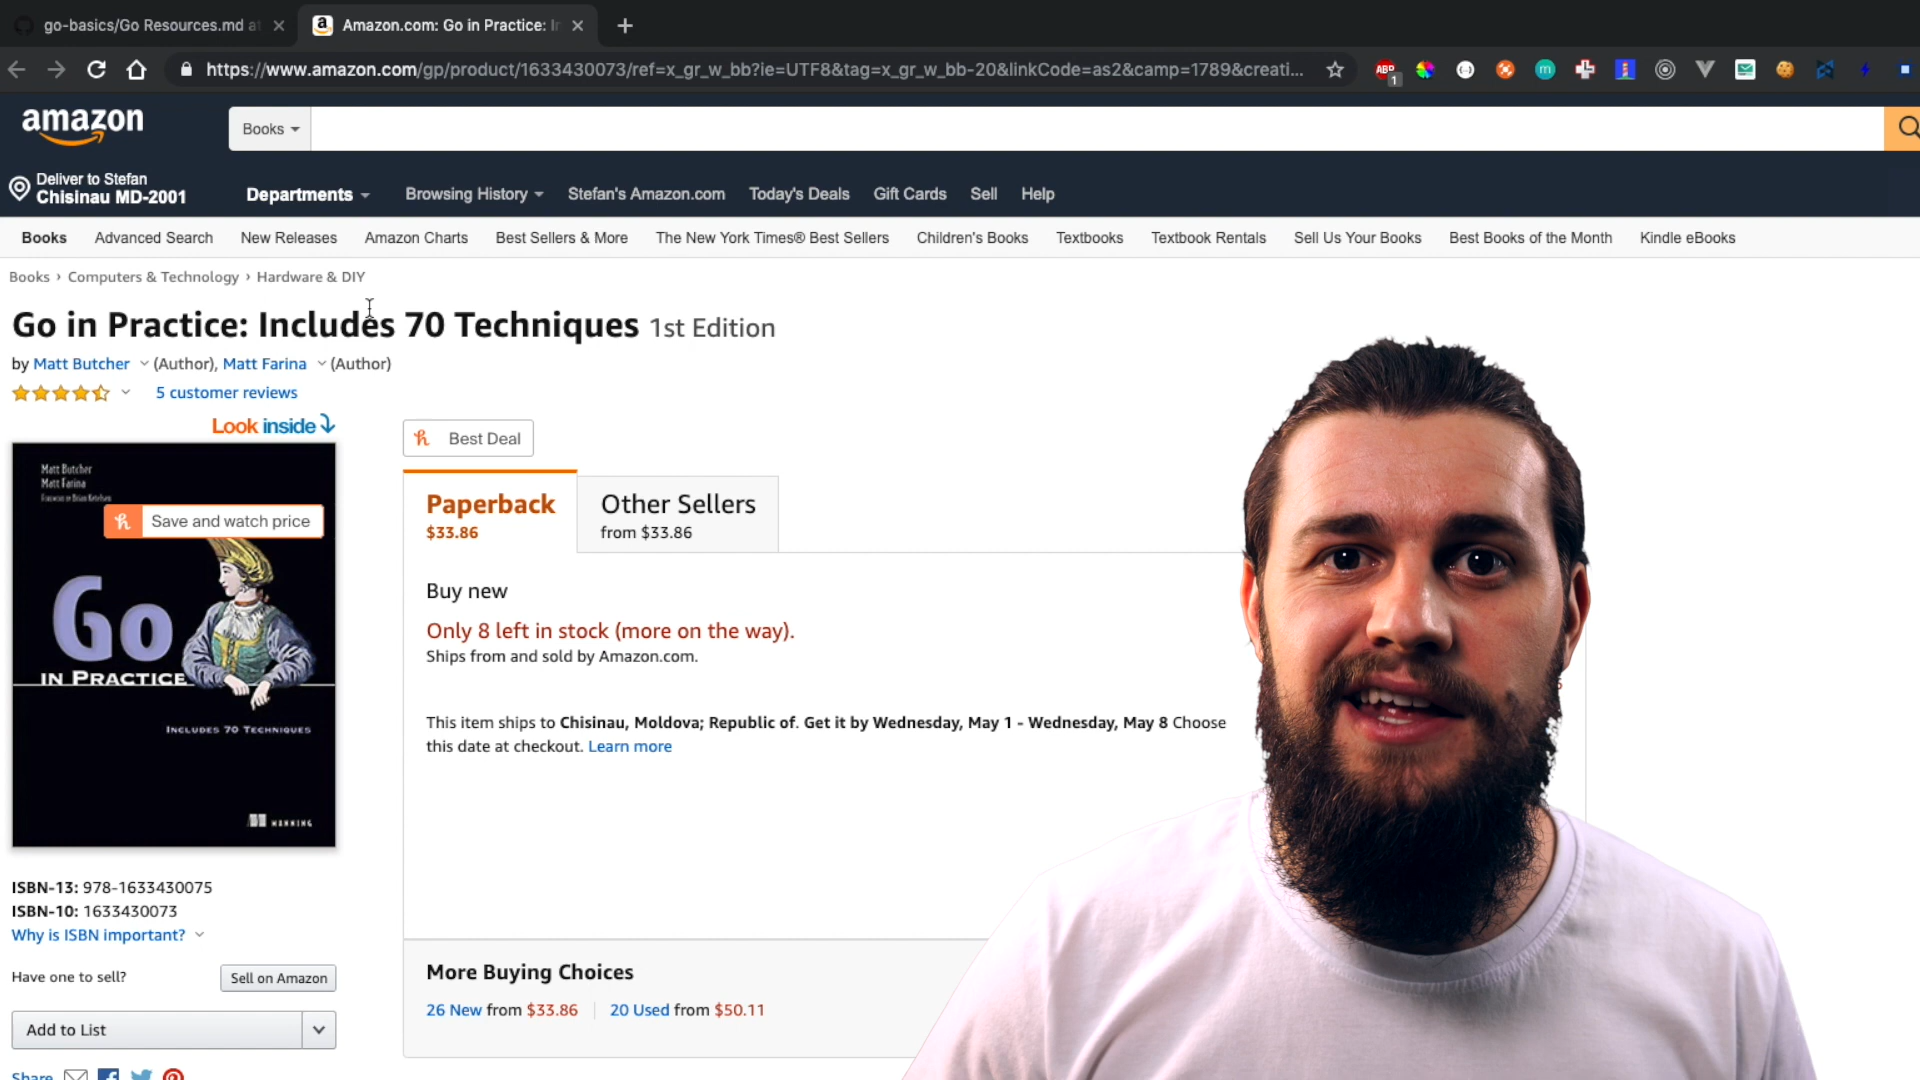 go-basics/Go Resources.md a
Amazon.com: Go in Practice: I
https://www.amazon.com/gp/product/1633430073/ref=x_gr_w_bb?ie=UTF8&tag=x_gr_w_bb-20&linkCode=as2&camp=1789&creati...
ABP
1
m
amazon
Books
Deliver to Stefan
Chisinau MD-2001
Departments
Browsing History
Stefan's Amazon.com
Today's Deals
Gift Cards
Sell
Help
Books
Advanced Search
New Releases
Amazon Charts
Best Sellers & More
The New York Times® Best Sellers
Children's Books
Textbooks
Textbook Rentals
Sell Us Your Books
Best Books of the Month
Kindle eBooks
Books › Computers & Technology › Hardware & DIY
Go in Practice: Includes 70 Techniques 1st Edition
by Matt Butcher (Author), Matt Farina (Author)
5 customer reviews
Look inside
Matt Butcher
Matt Farina
Foreword by Brian Ketelsen
Save and watch price
Go
IN PRACTICE
INCLUDES 70 TECHNIQUES
MANNING
Best Deal
Paperback
$33.86
Other Sellers
from $33.86
Buy new
Only 8 left in stock (more on the way).
Ships from and sold by Amazon.com.
This item ships to Chisinau, Moldova; Republic of. Get it by Wednesday, May 1 - Wednesday, May 8 Choose
this date at checkout. Learn more
ISBN-13: 978-1633430075
ISBN-10: 1633430073
Why is ISBN important?
Have one to sell?
Sell on Amazon
Add to List
Share
More Buying Choices
26 New from $33.86
20 Used from $50.11